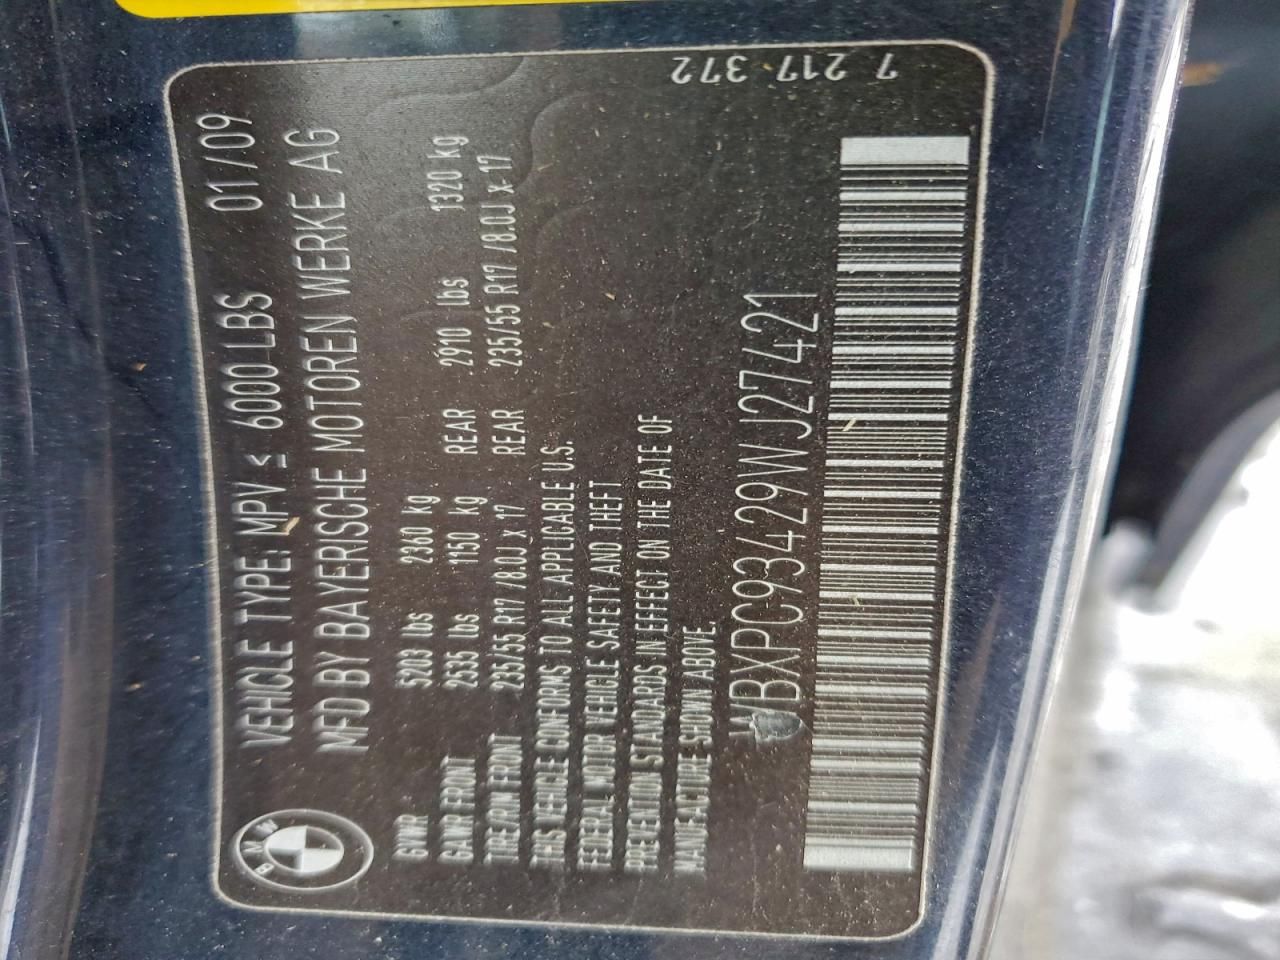 BMW
VEHICLE TYPE: MPV ≤ 6000 LBS 01/09
MFD BY BAYERISCHE MOTOREN WERKE AG
GVWR 5203 lbs 2360 kg
GAWR FRONT 2535 lbs 1150 kg REAR 2910 lbs 1320 kg
TIRE/RIM FRONT 235/55 R17 /8.0J x 17 REAR 235/55 R17 /8.0J x 17
THIS VEHICLE CONFORMS TO ALL APPLICABLE U.S.
FEDERAL MOTOR VEHICLE SAFETY AND THEFT
PREVENTION STANDARDS IN EFFECT ON THE DATE OF
MANUFACTURE SHOWN ABOVE.
WBXPC93429WJ27421
7 217 372